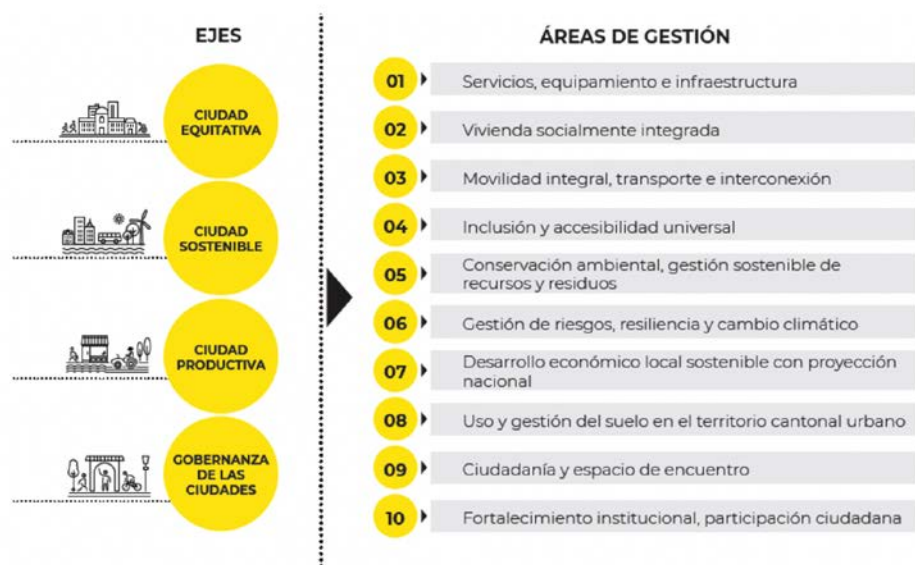 EJES
CIUDAD
EQUITATIVA
CIUDAD
SOSTENIBLE
CIUDAD
PRODUCTIVA
GOBERNANZA
DE LAS
CIUDADES
ÁREAS DE GESTIÓN
01 Servicios, equipamiento e infraestructura
02 Vivienda socialmente integrada
03 Movilidad integral, transporte e interconexión
04 Inclusión y accesibilidad universal
05 Conservación ambiental, gestión sostenible de
recursos y residuos
06 Gestión de riesgos, resiliencia y cambio climático
07 Desarrollo económico local sostenible con proyección
nacional
08 Uso y gestión del suelo en el territorio cantonal urbano
09 Ciudadanía y espacio de encuentro
10 Fortalecimiento institucional, participación ciudadana